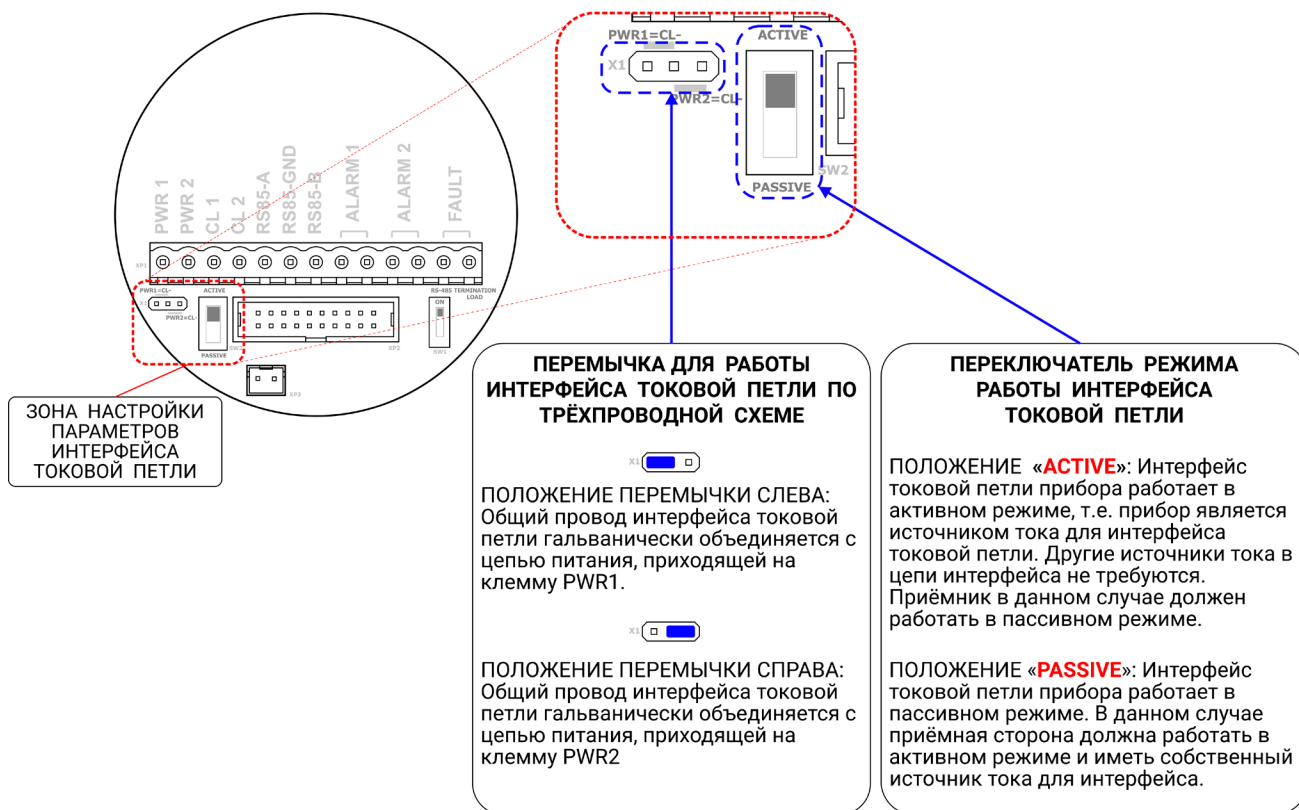 PWR1=CL-
ACTIVE
X1
PWR2=CL-
SW2
PASSIVE
PWR 1
PWR 2
CL 1
CL 2
RS85-A
RS85-GND
RS85-B
ALARM 1
ALARM 2
FAULT
XP1
PWR1=CL-
ACTIVE
RS-485 TERMINATION
LOAD
X1
ON
PWR2=CL-
SW2
XP2
SW1
PASSIVE
XP3
ЗОНА НАСТРОЙКИ
ПАРАМЕТРОВ
ИНТЕРФЕЙСА
ТОКОВОЙ ПЕТЛИ
ПЕРЕМЫЧКА ДЛЯ РАБОТЫ
ИНТЕРФЕЙСА ТОКОВОЙ ПЕТЛИ ПО
ТРЁХПРОВОДНОЙ СХЕМЕ
X1
ПОЛОЖЕНИЕ ПЕРЕМЫЧКИ СЛЕВА:
Общий провод интерфейса токовой
петли гальванически объединяется с
цепью питания, приходящей на
клемму PWR1.
X1
ПОЛОЖЕНИЕ ПЕРЕМЫЧКИ СПРАВА:
Общий провод интерфейса токовой
петли гальванически объединяется с
цепью питания, приходящей на
клемму PWR2
ПЕРЕКЛЮЧАТЕЛЬ РЕЖИМА
РАБОТЫ ИНТЕРФЕЙСА
ТОКОВОЙ ПЕТЛИ
ПОЛОЖЕНИЕ «ACTIVE»: Интерфейс
токовой петли прибора работает в
активном режиме, т.е. прибор является
источником тока для интерфейса
токовой петли. Другие источники тока в
цепи интерфейса не требуются.
Приёмник в данном случае должен
работать в пассивном режиме.
ПОЛОЖЕНИЕ «PASSIVE»: Интерфейс
токовой петли прибора работает в
пассивном режиме. В данном случае
приёмная сторона должна работать в
активном режиме и иметь собственный
источник тока для интерфейса.